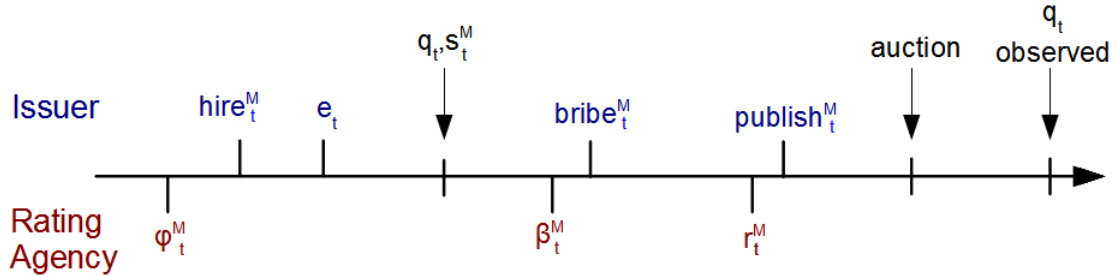 q_t
q_t,s_t^M
auction
observed
Issuer
hire_t^M
e_t
bribe_t^M
publish_t^M
Rating
Agency
φ_t^M
β_t^M
r_t^M